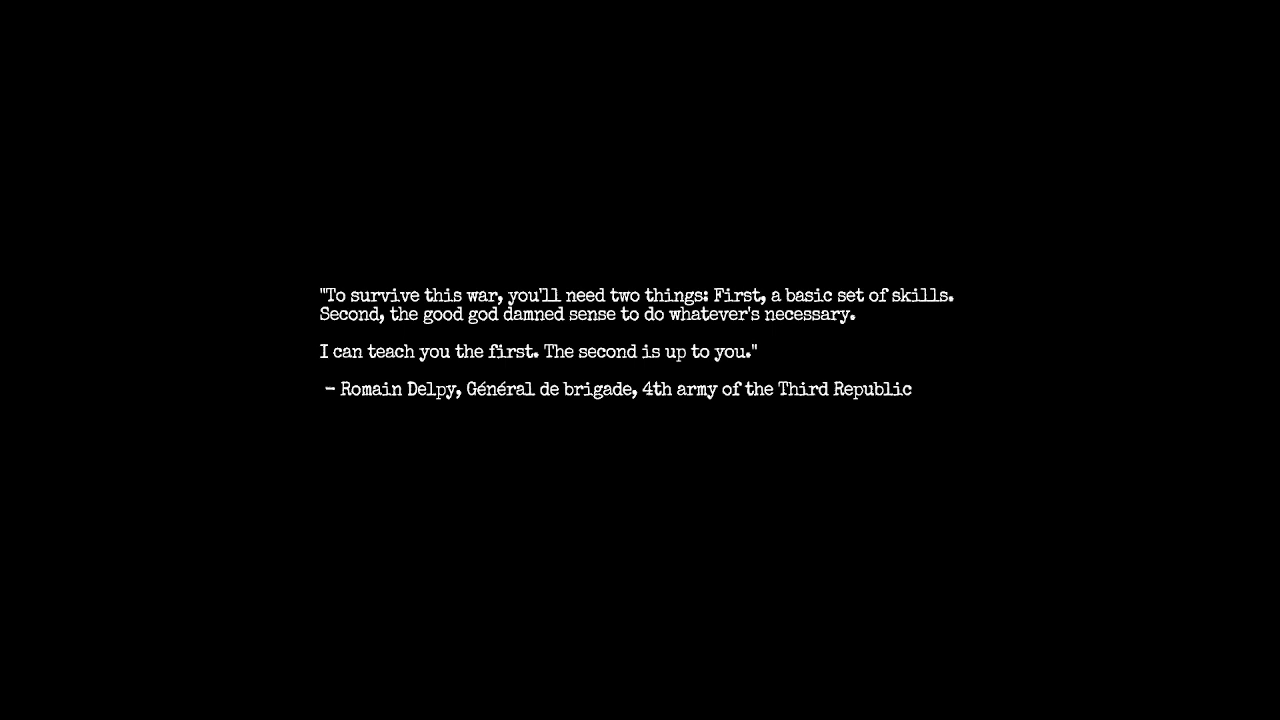 "To survive this war, you'll need two things: First, a basic set of skills.
Second, the good god damned sense to do whatever's necessary.
I can teach you the first. The second is up to you."
– Romain Delpy, Général de brigade, 4th army of the Third Republic